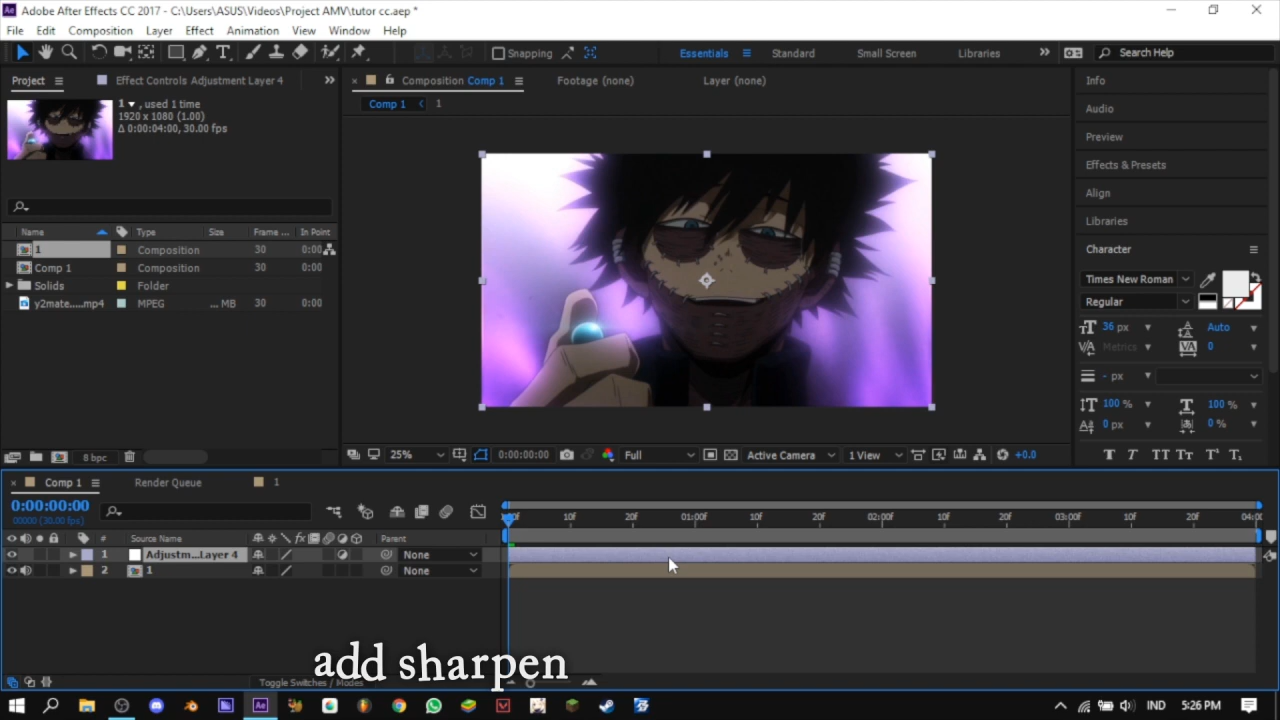 Adobe After Effects CC 2017 - C:\Users\ASUS\Videos\Project AMV\tutor cc.aep *
File Edit Composition Layer Effect Animation View Window Help
Snapping Essentials Standard Small Screen Libraries Search Help
Project Effect Controls Adjustment Layer 4 Composition Comp 1 Footage (none) Layer (none) Info
Comp 1 1
1 , used 1 time
1920 x 1080 (1.00)
Δ 0:00:04:00, 30.00 fps
Audio
Preview
Effects & Presets
Align
Libraries
Name Type Size Frame ... In Point
1 Composition 30 0:00
Comp 1 Composition 30 0:00
Solids Folder
y2mate.....mp4 MPEG ... MB 30 0:00
Character
Times New Roman
Regular
36 px Auto
Metrics 0
- px
100 % 100 %
0 px 0 %
T T TT Tт T¹ T₁
8 bpc 25% 0:00:00:00 Full Active Camera 1 View +0.0
Comp 1 Render Queue 1
0:00:00:00
00000 (30.00 fps)
10f 20f 01:00f 10f 20f 02:00f 10f 20f 03:00f 10f 20f 04:0
# Source Name Parent
1 Adjustm...Layer 4 None
2 1 None
add sharpen
Toggle Switches / Modes
IND 5:26 PM